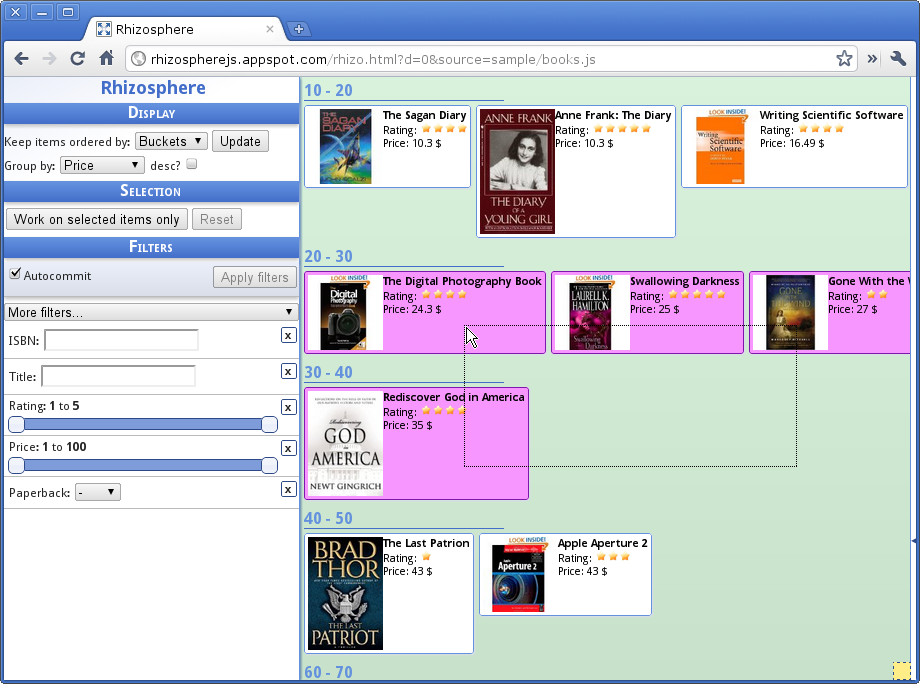 Rhizosphere
rhizospherejs.appspot.com/rhizo.html?d=0&source=sample/books.js
Rhizosphere
Display
Keep items ordered by: Buckets Update
Group by: Price desc?
Selection
Work on selected items only Reset
Filters
Autocommit Apply filters
More filters...
ISBN: x
Title: x
Rating: 1 to 5 x
Price: 1 to 100 x
Paperback: - x
10 - 20
THE SAGAN DIARY
The Sagan Diary
Rating:
Price: 10.3 $
ANNE FRANK
THE DIARY
OF A
YOUNG GIRL
Anne Frank: The Diary
Rating:
Price: 10.3 $
LOOK INSIDE!
Writing
Scientific
Software
Writing Scientific Software
Rating:
Price: 16.49 $
20 - 30
LOOK INSIDE!
Digital
Photography
The Digital Photography Book
Rating:
Price: 24.3 $
LOOK INSIDE!
LAURELL K.
HAMILTON
Swallowing
Darkness
Swallowing Darkness
Rating:
Price: 25 $
GONE
WITH THE
WIND
Gone With the W
Rating:
Price: 27 $
30 - 40
Rediscovering
GOD
in
AMERICA
NEWT GINGRICH
Rediscover God in America
Rating:
Price: 35 $
40 - 50
BRAD
THOR
THE LAST
PATRIOT
The Last Patrion
Rating:
Price: 43 $
LOOK INSIDE!
Aperture 2
Apple Aperture 2
Rating:
Price: 43 $
60 - 70